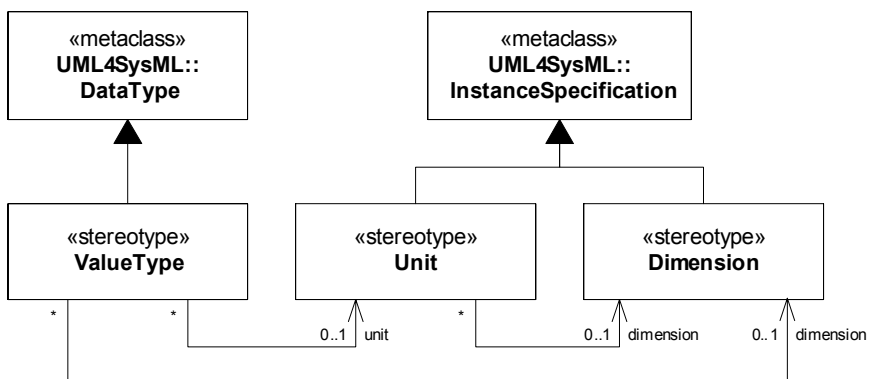 «metaclass»
UML4SysML::
DataType
«metaclass»
UML4SysML::
InstanceSpecification
«stereotype»
ValueType
«stereotype»
Unit
«stereotype»
Dimension
* * 0..1 unit * 0..1 dimension 0..1 dimension